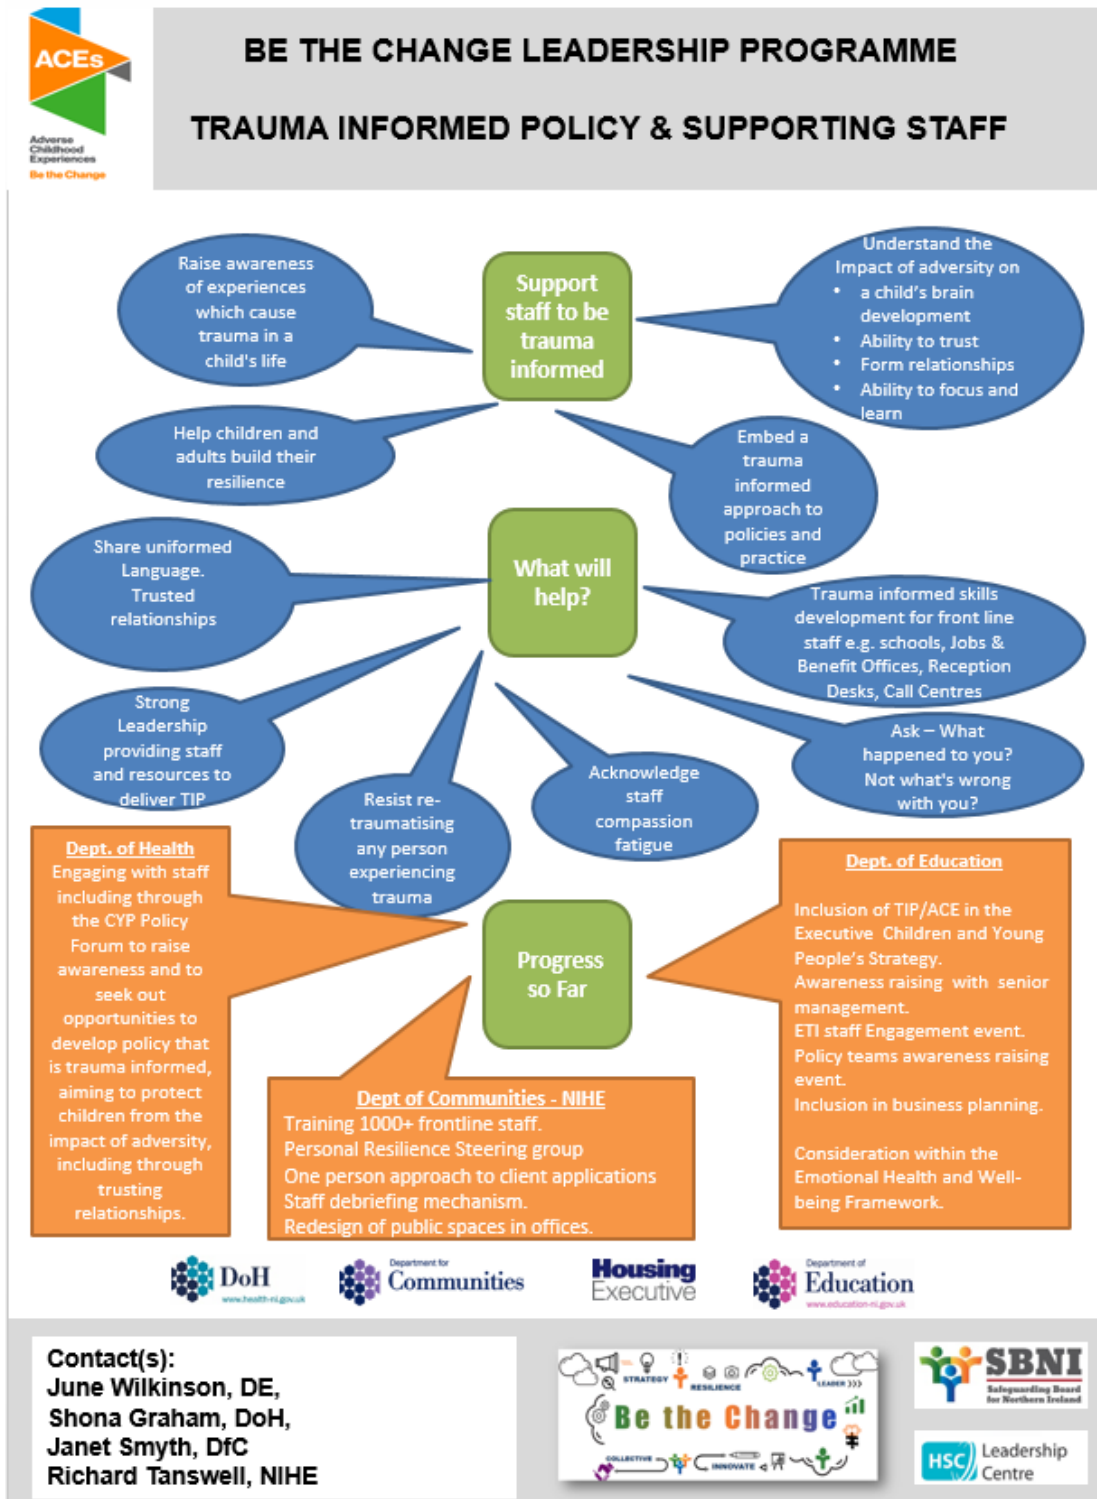 ACEs
Adverse
Childhood
Experiences
Be the Change
BE THE CHANGE LEADERSHIP PROGRAMME
TRAUMA INFORMED POLICY & SUPPORTING STAFF
Raise awareness
of experiences
which cause
trauma in a
child's life
Support
staff to be
trauma
informed
Understand the
Impact of adversity on
• a child's brain
development
• Ability to trust
• Form relationships
• Ability to focus and
learn
Help children and
adults build their
resilience
Embed a
trauma
informed
approach to
policies and
practice
Share uniformed
Language.
Trusted
relationships
What will
help?
Trauma informed skills
development for front line
staff e.g. schools, Jobs &
Benefit Offices, Reception
Desks, Call Centres
Strong
Leadership
providing staff
and resources to
deliver TIP
Resist re-
traumatising
any person
experiencing
trauma
Acknowledge
staff
compassion
fatigue
Ask – What
happened to you?
Not what's wrong
with you?
Dept. of Health
Engaging with staff
including through
the CYP Policy
Forum to raise
awareness and to
seek out
opportunities to
develop policy that
is trauma informed,
aiming to protect
children from the
impact of adversity,
including through
trusting
relationships.
Progress
so Far
Dept. of Education
Inclusion of TIP/ACE in the
Executive Children and Young
People's Strategy.
Awareness raising with senior
management.
ETI staff Engagement event.
Policy teams awareness raising
event.
Inclusion in business planning.
Consideration within the
Emotional Health and Well-
being Framework.
Dept of Communities - NIHE
Training 1000+ frontline staff.
Personal Resilience Steering group
One person approach to client applications
Staff debriefing mechanism.
Redesign of public spaces in offices.
DoH
www.health-ni.gov.uk
Department for
Communities
Housing
Executive
Department of
Education
www.education-ni.gov.uk
Contact(s):
June Wilkinson, DE,
Shona Graham, DoH,
Janet Smyth, DfC
Richard Tanswell, NIHE
STRATEGY
RESILIENCE
LEADER
Be the Change
COLLECTIVE
INNOVATE
SBNI
Safeguarding Board
for Northern Ireland
HSC
Leadership
Centre